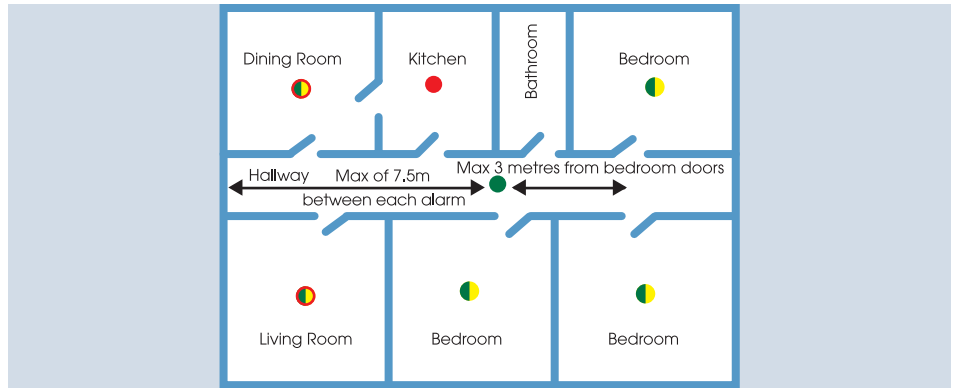 Dining Room
Kitchen
Bathroom
Bedroom
Hallway
Max of 7.5m
between each alarm
Max 3 metres from bedroom doors
Living Room
Bedroom
Bedroom